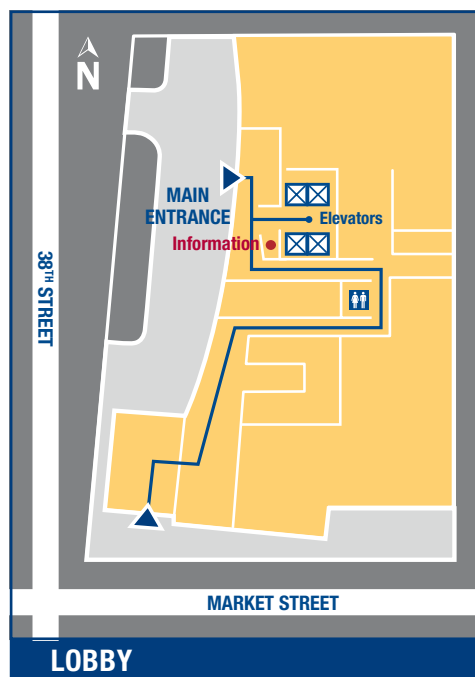 N
MAIN
ENTRANCE
Elevators
Information
38TH STREET
MARKET STREET
LOBBY